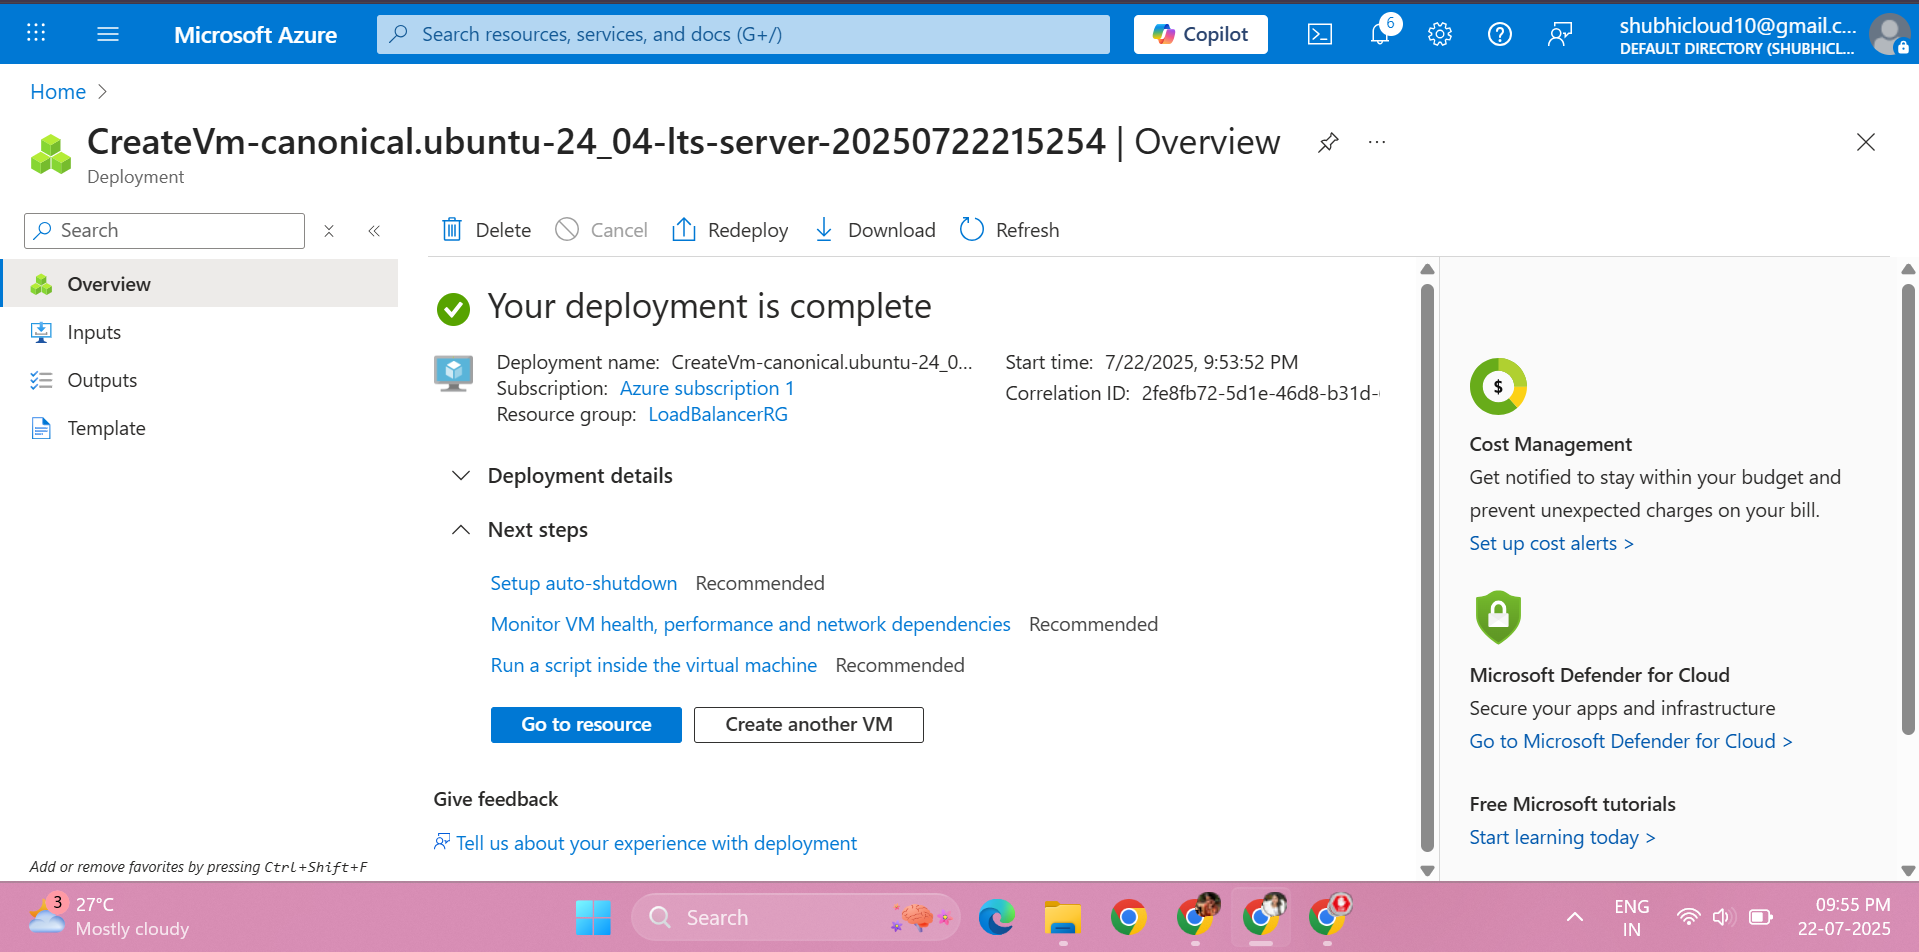 Microsoft Azure
Search resources, services, and docs (G+/)
Copilot
6
shubhicloud10@gmail.c...
DEFAULT DIRECTORY (SHUBHICL...
Home
CreateVm-canonical.ubuntu-24_04-lts-server-20250722215254 | Overview
...
Deployment
Search
Overview
Inputs
Outputs
Template
Delete
Cancel
Redeploy
Download
Refresh
Your deployment is complete
Deployment name: CreateVm-canonical.ubuntu-24_0...
Subscription: Azure subscription 1
Resource group: LoadBalancerRG
Start time: 7/22/2025, 9:53:52 PM
Correlation ID: 2fe8fb72-5d1e-46d8-b31d-
Deployment details
Next steps
Setup auto-shutdown Recommended
Monitor VM health, performance and network dependencies Recommended
Run a script inside the virtual machine Recommended
Go to resource
Create another VM
Give feedback
Tell us about your experience with deployment
$
Cost Management
Get notified to stay within your budget and
prevent unexpected charges on your bill.
Set up cost alerts >
Microsoft Defender for Cloud
Secure your apps and infrastructure
Go to Microsoft Defender for Cloud >
Free Microsoft tutorials
Start learning today >
Add or remove favorites by pressing Ctrl+Shift+F
3
27°C
Mostly cloudy
Search
ENG
IN
09:55 PM
22-07-2025